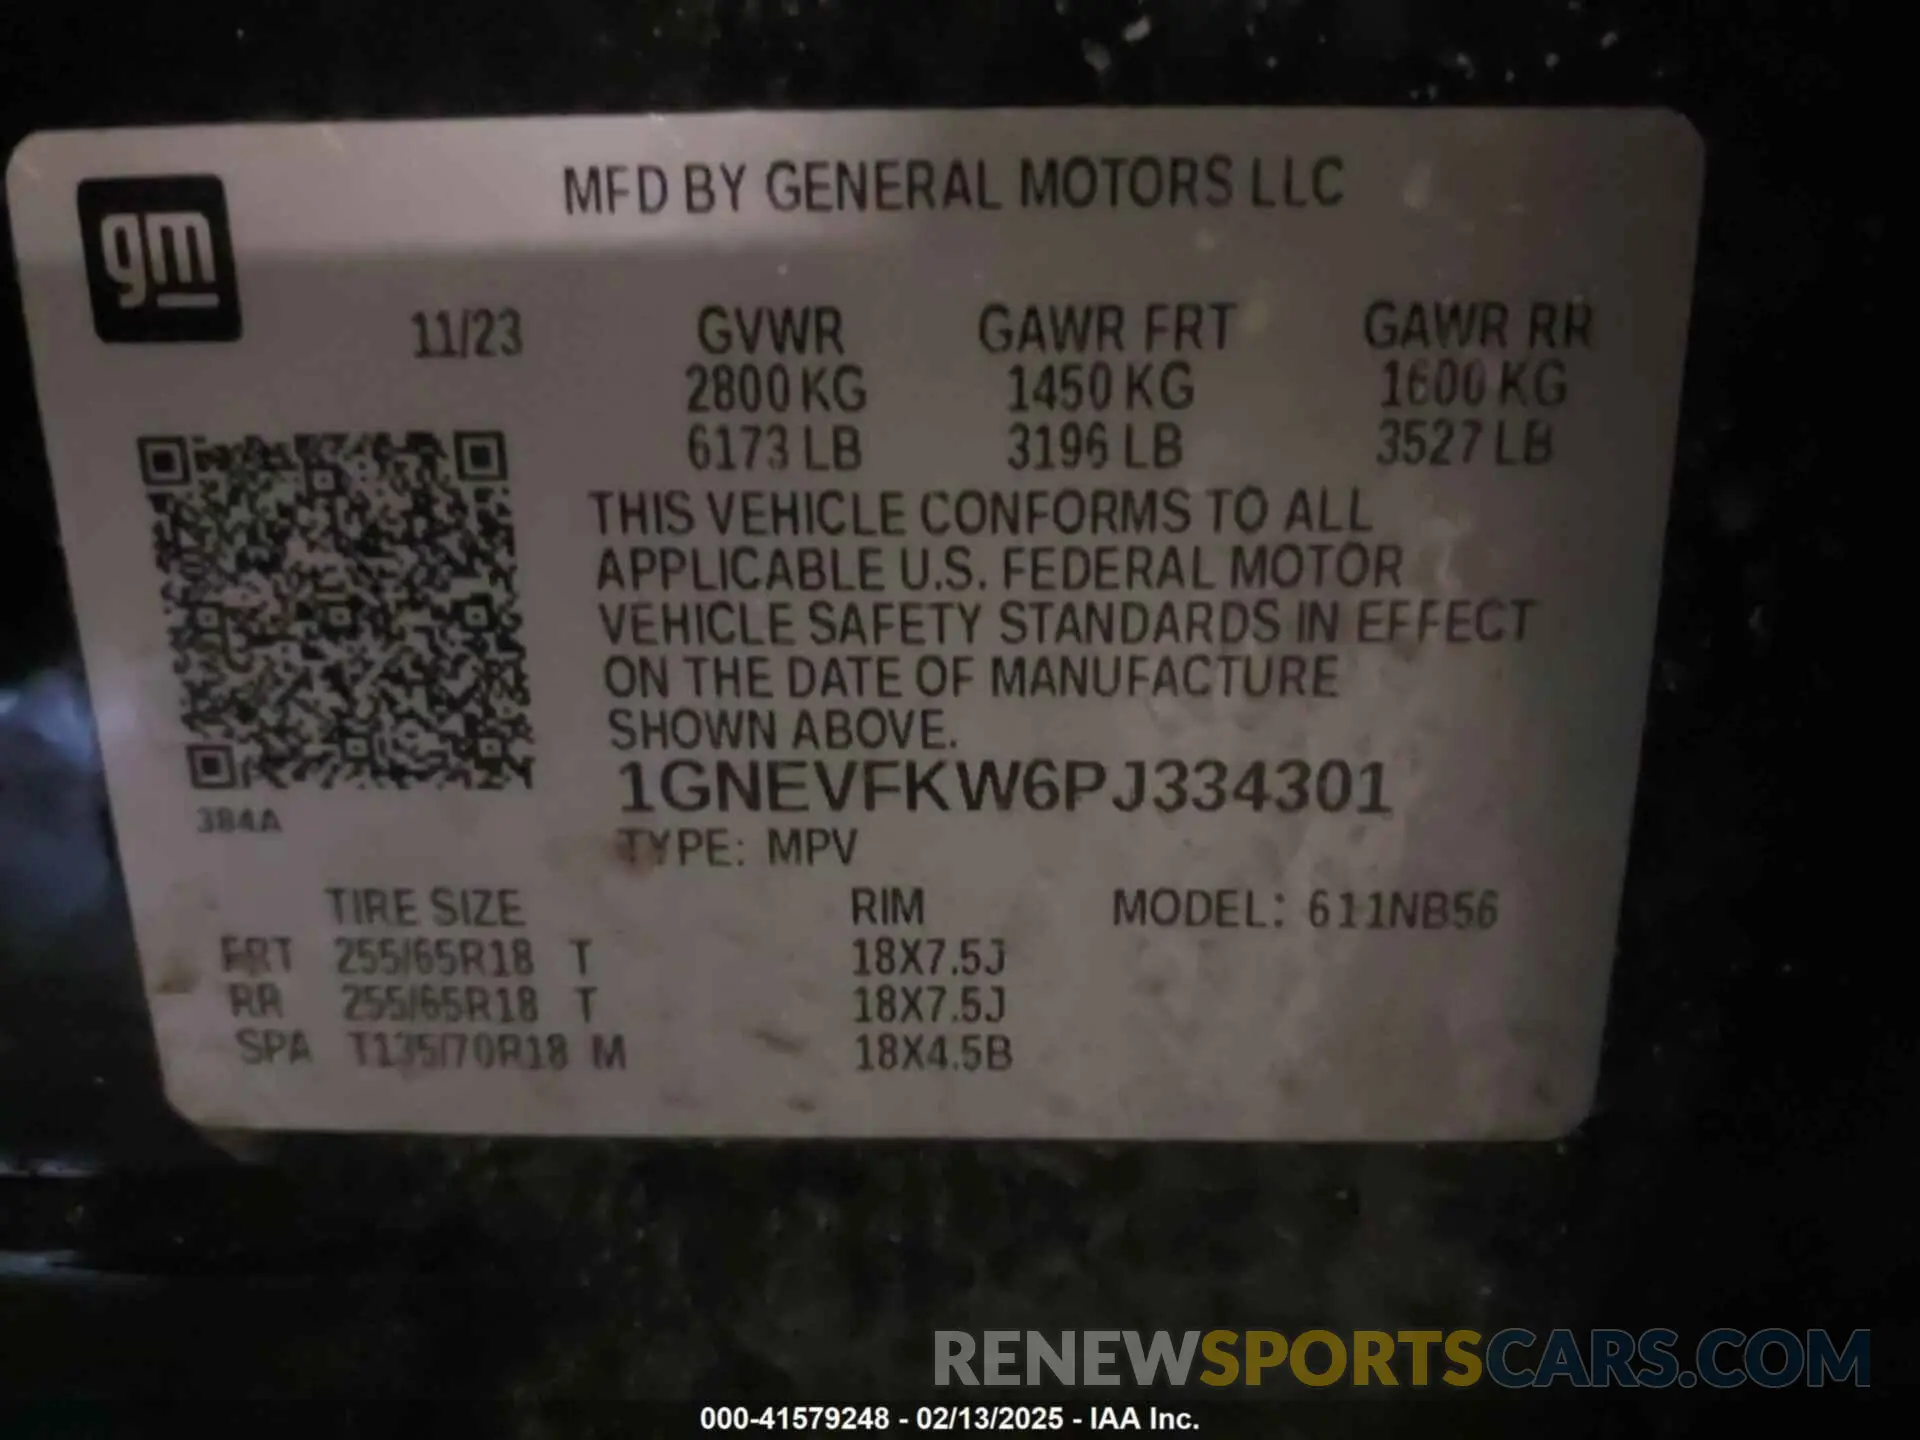 MFD BY GENERAL MOTORS LLC
gm
11/23 GVWR GAWR FRT GAWR RR
2800 KG 1450 KG 1600 KG
6173 LB 3196 LB 3527 LB
THIS VEHICLE CONFORMS TO ALL
APPLICABLE U.S. FEDERAL MOTOR
VEHICLE SAFETY STANDARDS IN EFFECT
ON THE DATE OF MANUFACTURE
SHOWN ABOVE.
1GNEVFKW6PJ334301
384A
TYPE: MPV
TIRE SIZE RIM MODEL: 611NB56
FRT 255/65R18 T 18X7.5J
RR 255/65R18 T 18X7.5J
SPA T135/70R18 M 18X4.5B
RENEWSPORTSCARS.COM
000-41579248 - 02/13/2025 - IAA Inc.